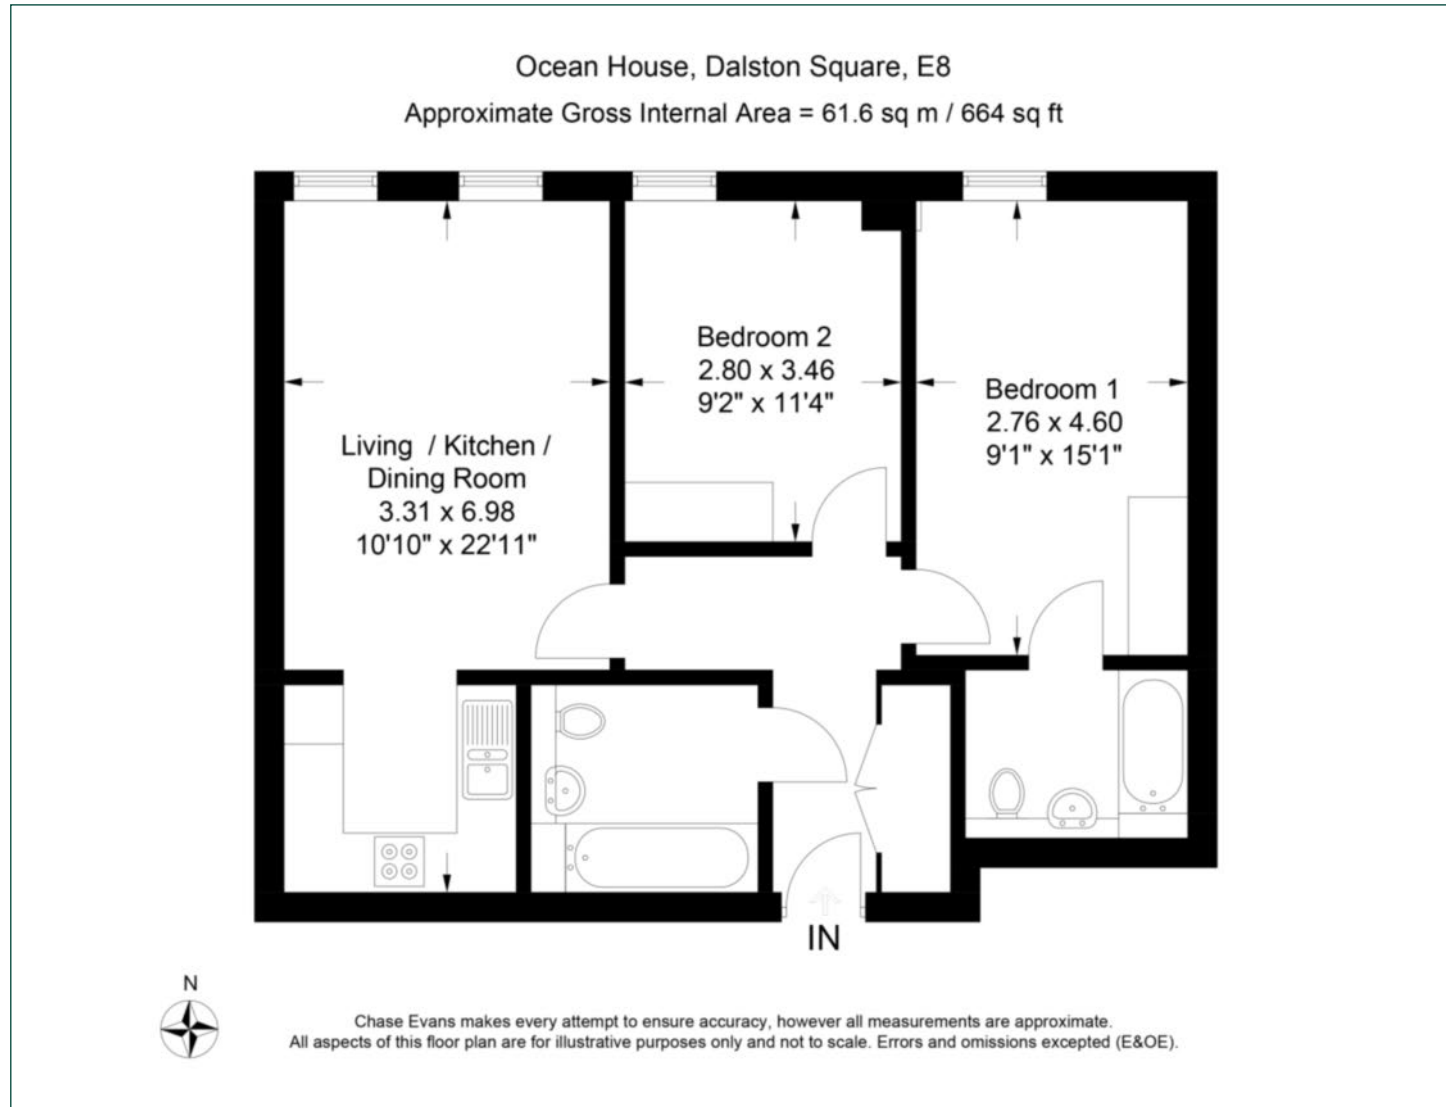 Ocean House, Dalston Square, E8
Approximate Gross Internal Area = 61.6 sq m / 664 sq ft
Bedroom 2
2.80 x 3.46
9'2" x 11'4"
Bedroom 1
2.76 x 4.60
9'1" x 15'1"
Living / Kitchen /
Dining Room
3.31 x 6.98
10'10" x 22'11"
IN
N
Chase Evans makes every attempt to ensure accuracy, however all measurements are approximate.
All aspects of this floor plan are for illustrative purposes only and not to scale. Errors and omissions excepted (E&OE).